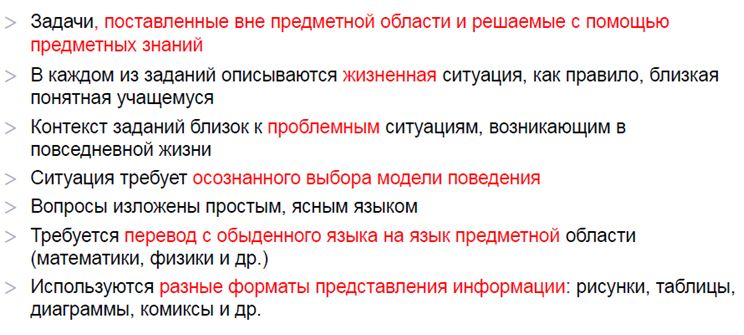 > Задачи, поставленные вне предметной области и решаемые с помощью
предметных знаний
> В каждом из заданий описываются жизненная ситуация, как правило, близкая
понятная учащемуся
> Контекст заданий близок к проблемным ситуациям, возникающим в
повседневной жизни
> Ситуация требует осознанного выбора модели поведения
> Вопросы изложены простым, ясным языком
> Требуется перевод с обыденного языка на язык предметной области
(математики, физики и др.)
> Используются разные форматы представления информации: рисунки, таблицы,
диаграммы, комиксы и др.